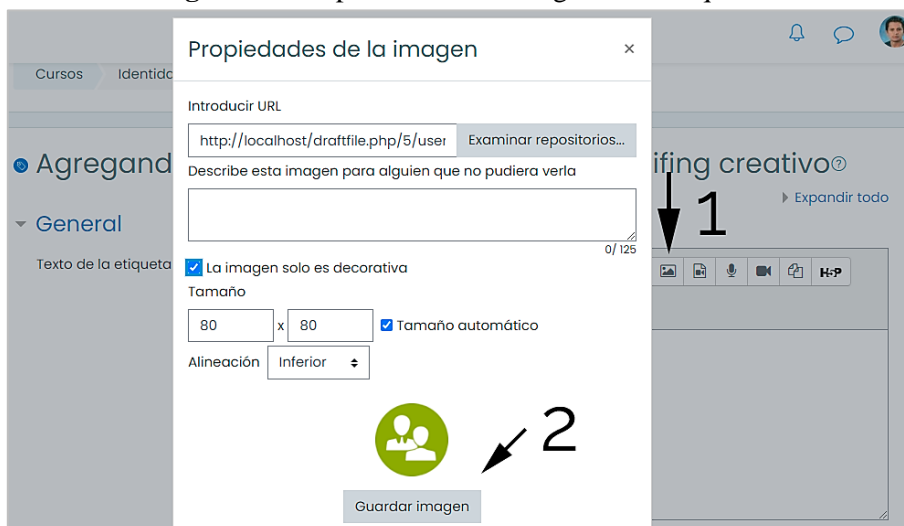 Propiedades de la imagen ×
Cursos Identida
Introducir URL
http://localhost/draftfile.php/5/user Examinar repositorios...
Agregand ifing creativo
Describe esta imagen para alguien que no pudiera verla
Expandir todo
1
General
0/ 125
Texto de la etiqueta
La imagen solo es decorativa
H-P
Tamaño
80 x 80 Tamaño automático
Alineación Inferior
2
Guardar imagen